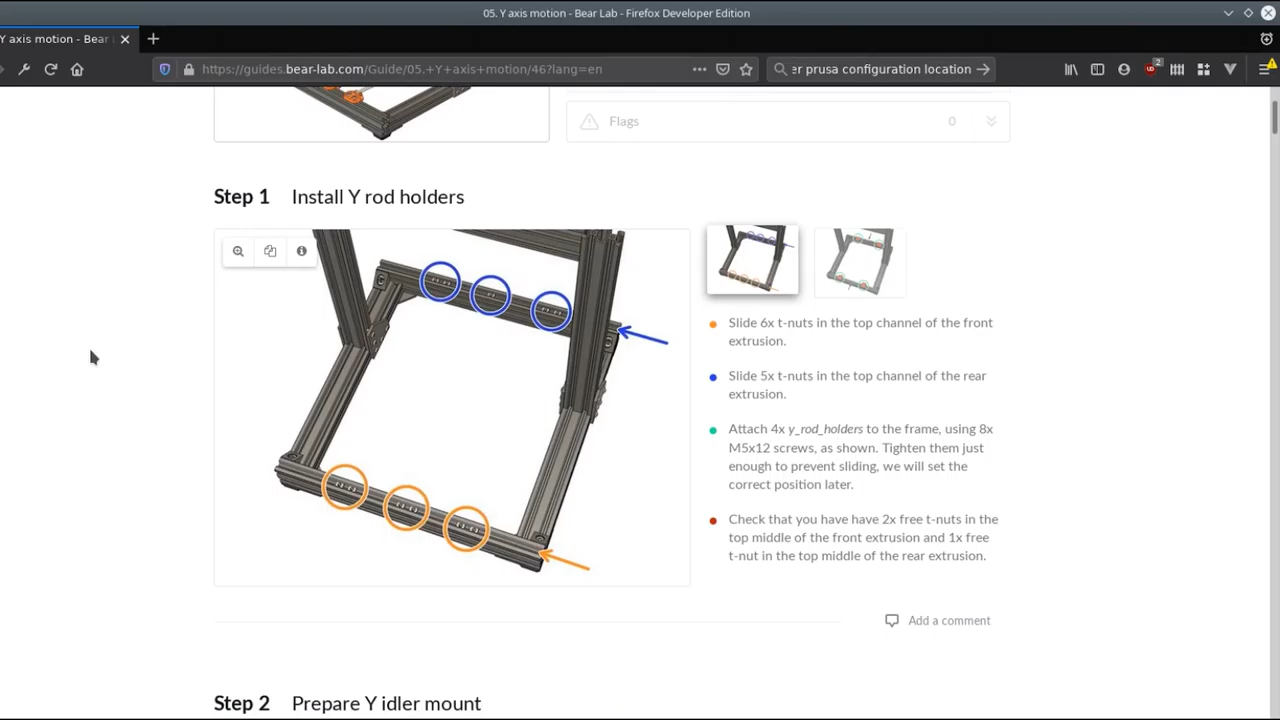 05. Y axis motion - Bear Lab - Firefox Developer Edition
Y axis motion - Bear
https://guides.bear-lab.com/Guide/05.+Y+axis+motion/46?lang=en
er prusa configuration location
2
Flags 0
Step 1 Install Y rod holders
Slide 6x t-nuts in the top channel of the front
extrusion.
Slide 5x t-nuts in the top channel of the rear
extrusion.
Attach 4x y_rod_holders to the frame, using 8x
M5x12 screws, as shown. Tighten them just
enough to prevent sliding, we will set the
correct position later.
Check that you have have 2x free t-nuts in the
top middle of the front extrusion and 1x free
t-nut in the top middle of the rear extrusion.
Add a comment
Step 2 Prepare Y idler mount